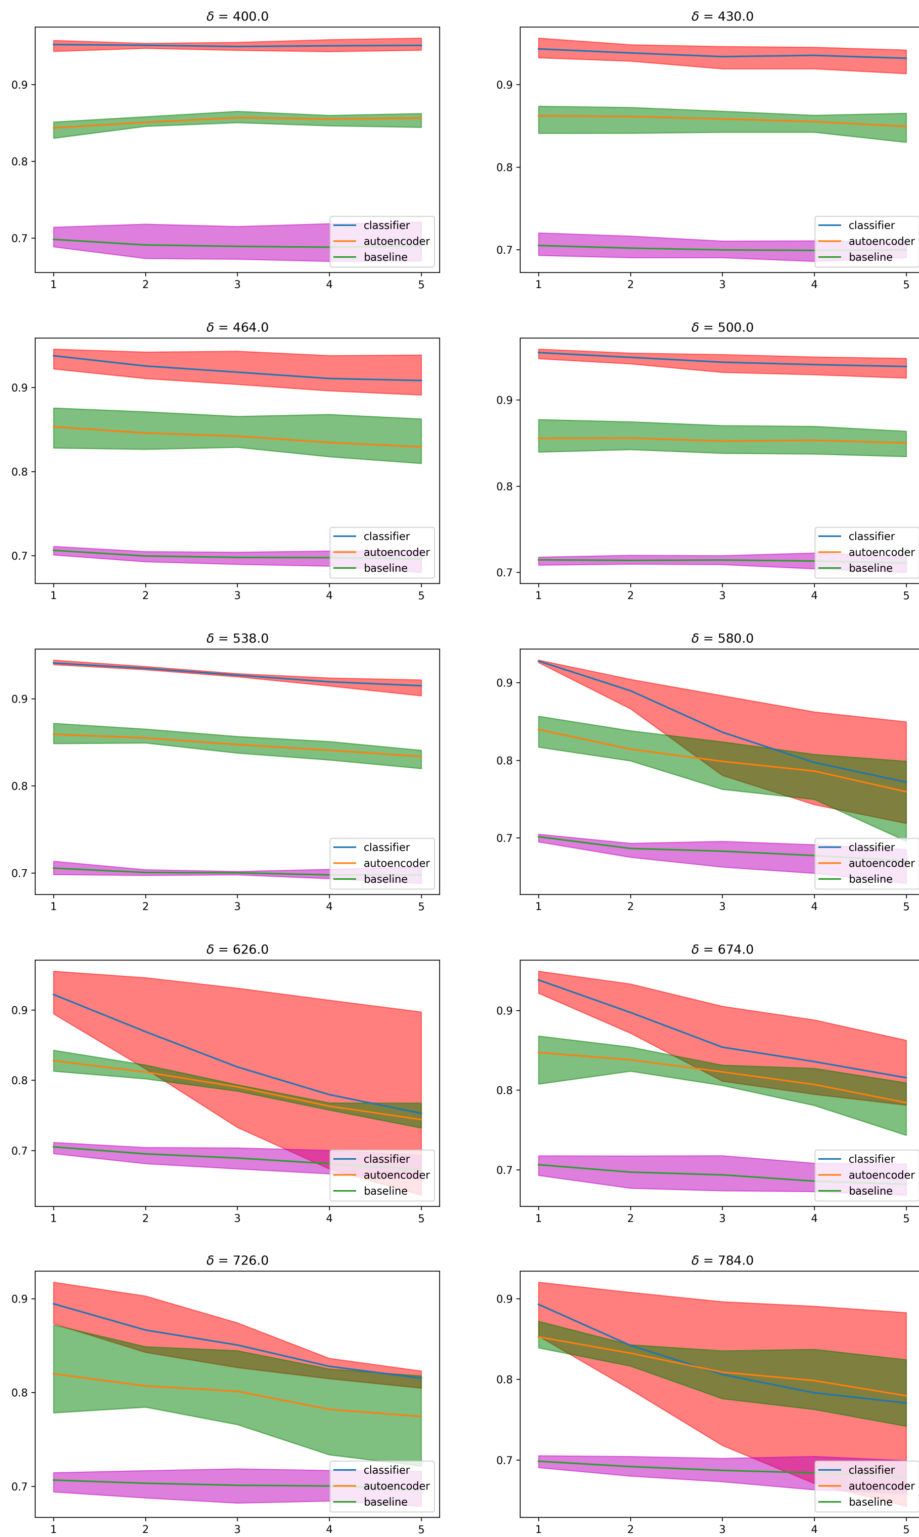 δ = 400.0
0.9
0.8
0.7
classifier
autoencoder
baseline
1 2 3 4 5
δ = 430.0
0.9
0.8
0.7
classifier
autoencoder
baseline
1 2 3 4 5
δ = 464.0
0.9
0.8
0.7
classifier
autoencoder
baseline
1 2 3 4 5
δ = 500.0
0.9
0.8
0.7
classifier
autoencoder
baseline
1 2 3 4 5
δ = 538.0
0.9
0.8
0.7
classifier
autoencoder
baseline
1 2 3 4 5
δ = 580.0
0.9
0.8
0.7
classifier
autoencoder
baseline
1 2 3 4 5
δ = 626.0
0.9
0.8
0.7
classifier
autoencoder
baseline
1 2 3 4 5
δ = 674.0
0.9
0.8
0.7
classifier
autoencoder
baseline
1 2 3 4 5
δ = 726.0
0.9
0.8
0.7
classifier
autoencoder
baseline
1 2 3 4 5
δ = 784.0
0.9
0.8
0.7
classifier
autoencoder
baseline
1 2 3 4 5